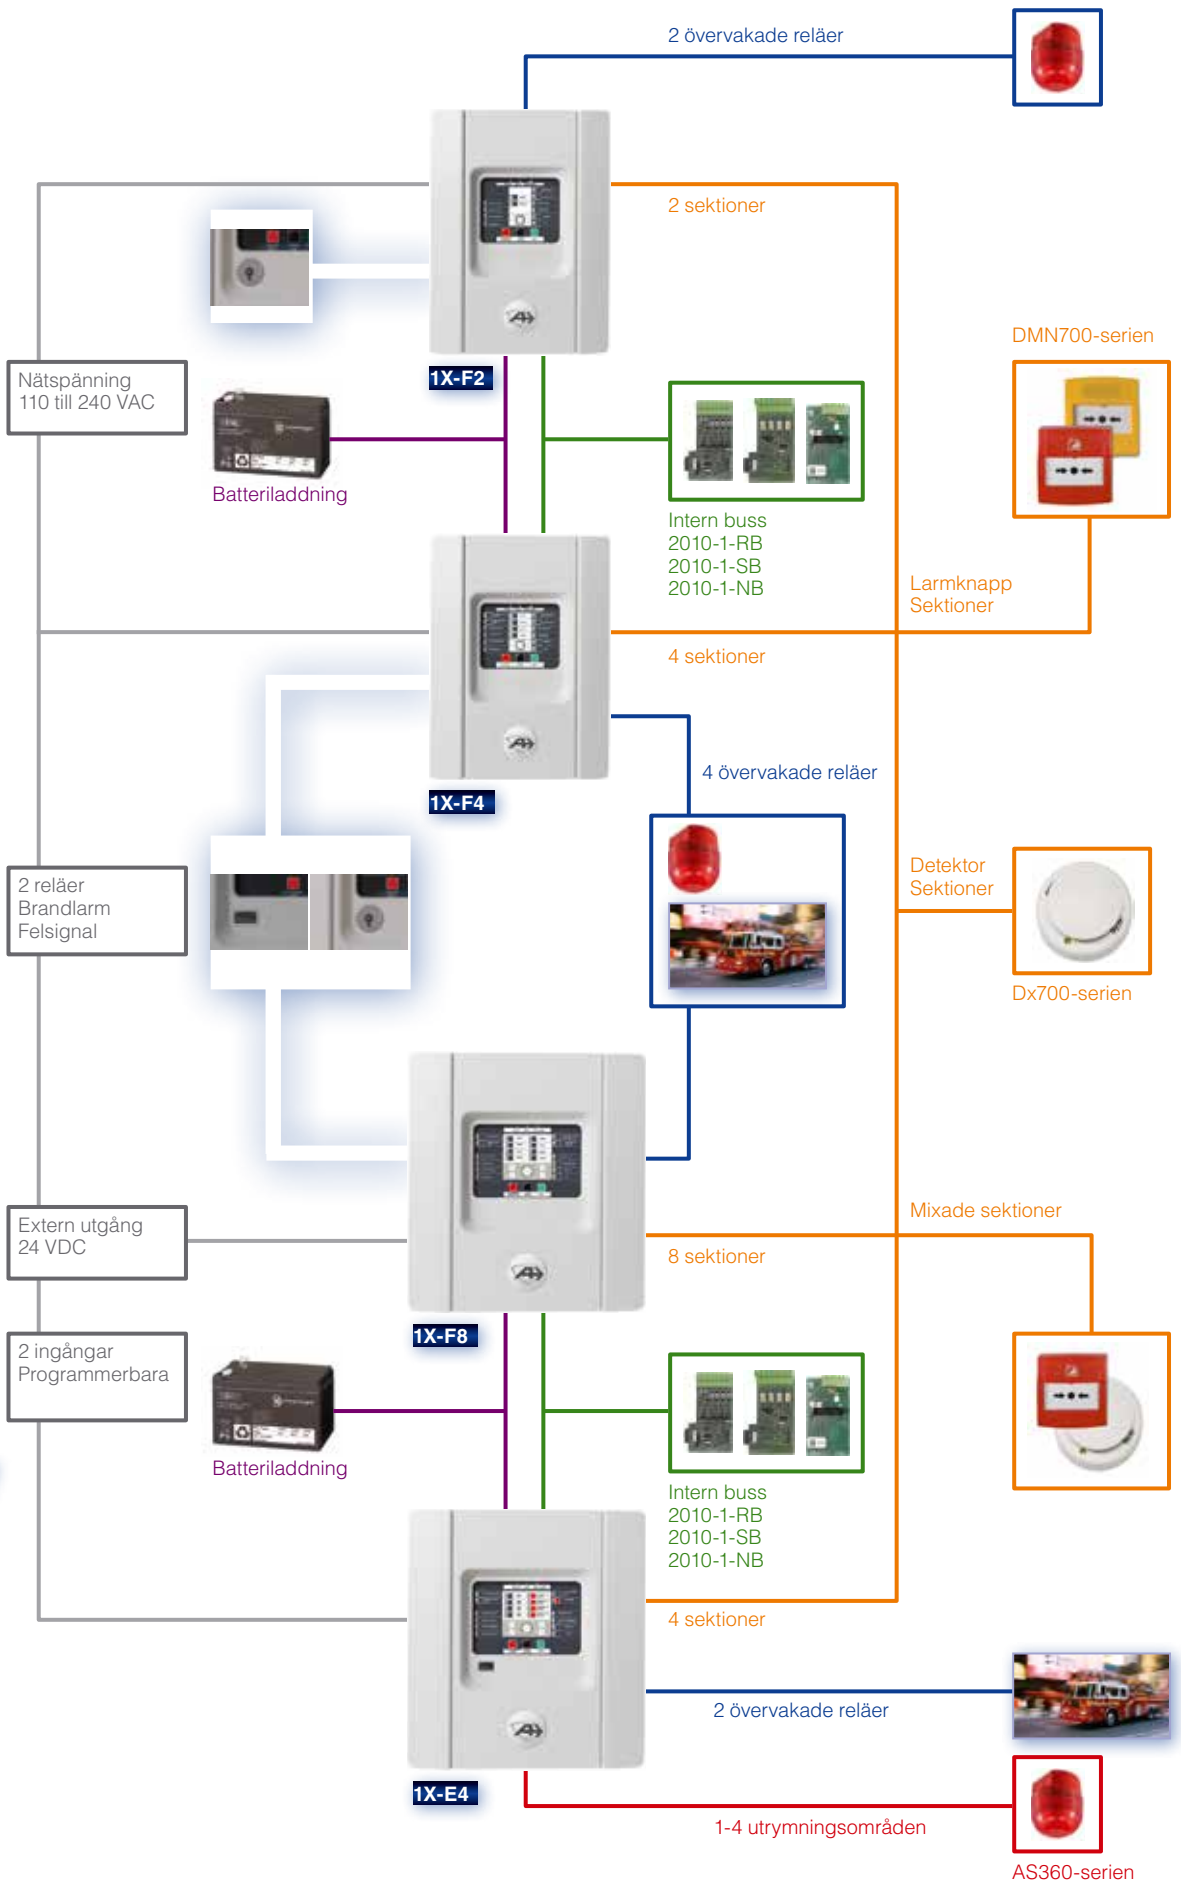 2 övervakade reläer
2 sektioner
DMN700-serien
Nätspänning
110 till 240 VAC
1X-F2
Batteriladdning
Intern buss
2010-1-RB
2010-1-SB
2010-1-NB
Larmknapp
Sektioner
4 sektioner
4 övervakade reläer
1X-F4
2 reläer
Brandlarm
Felsignal
Detektor
Sektioner
Dx700-serien
Extern utgång
24 VDC
Mixade sektioner
8 sektioner
1X-F8
2 ingångar
Programmerbara
Batteriladdning
Intern buss
2010-1-RB
2010-1-SB
2010-1-NB
4 sektioner
2 övervakade reläer
1X-E4
1-4 utrymningsområden
AS360-serien